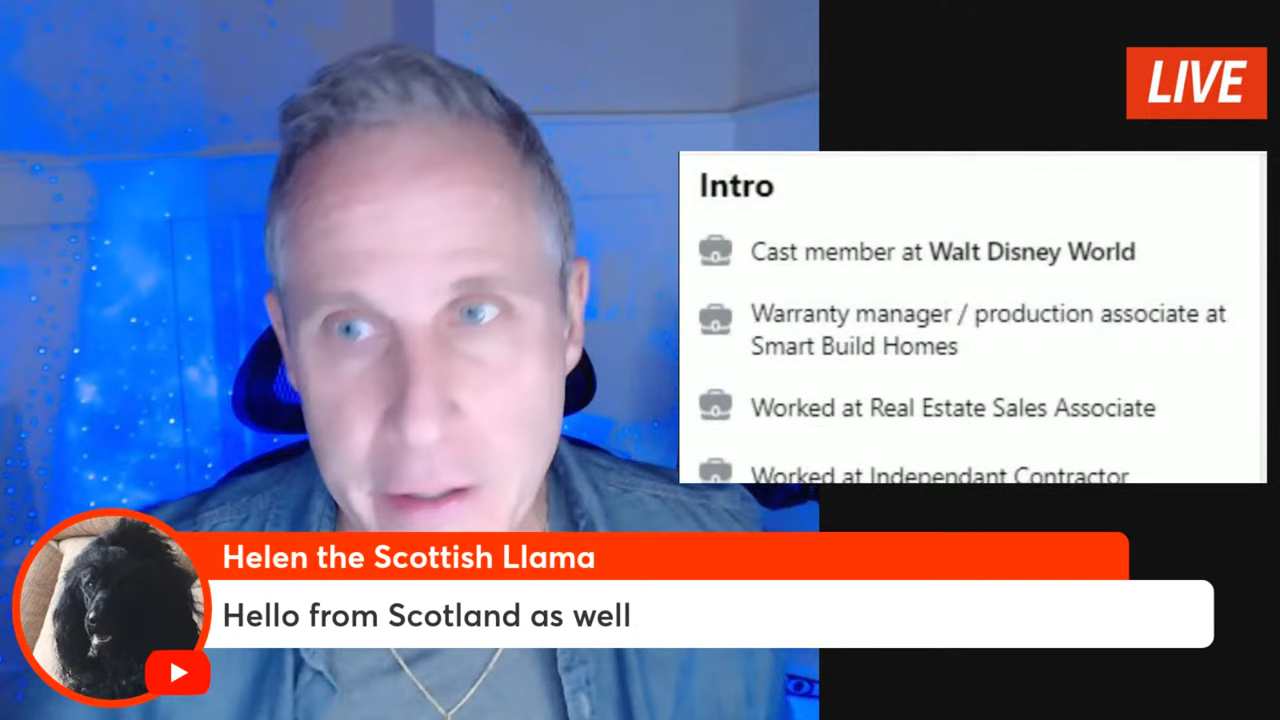 LIVE
Intro
Cast member at Walt Disney World
Warranty manager / production associate at
Smart Build Homes
Worked at Real Estate Sales Associate
Worked at Independant Contractor
Helen the Scottish Llama
Hello from Scotland as well